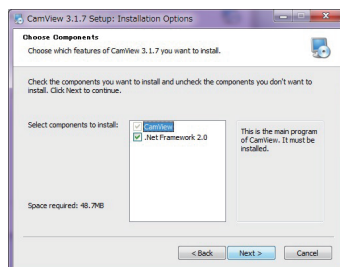 CamView 3.1.7 Setup: Installation Options
Choose Components
Choose which features of CamView 3.1.7 you want to install.
Check the components you want to install and uncheck the components you don't want to
install. Click Next to continue.
Select components to install:
CamView
.Net Framework 2.0
This is the main program
of CamView. It must be
installed.
Space required: 48.7MB
< Back
Next >
Cancel